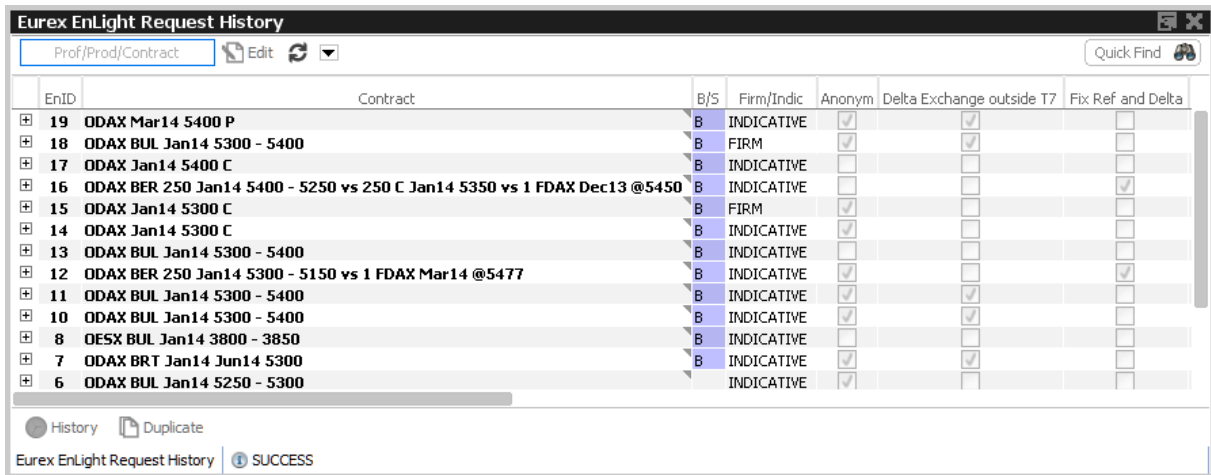 Eurex EnLight Request History
Prof/Prod/Contract Edit Quick Find
EnID Contract B/S Firm/Indic Anonym Delta Exchange outside T7 Fix Ref and Delta
19 ODAX Mar14 5400 P B INDICATIVE
18 ODAX BUL Jan14 5300 - 5400 B FIRM
17 ODAX Jan14 5400 C B INDICATIVE
16 ODAX BER 250 Jan14 5400 - 5250 vs 250 C Jan14 5350 vs 1 FDAX Dec13 @5450 B INDICATIVE
15 ODAX Jan14 5300 C B FIRM
14 ODAX Jan14 5300 C B INDICATIVE
13 ODAX BUL Jan14 5300 - 5400 B INDICATIVE
12 ODAX BER 250 Jan14 5300 - 5150 vs 1 FDAX Mar14 @5477 B INDICATIVE
11 ODAX BUL Jan14 5300 - 5400 B INDICATIVE
10 ODAX BUL Jan14 5300 - 5400 B INDICATIVE
8 OESX BUL Jan14 3800 - 3850 B INDICATIVE
7 ODAX BRT Jan14 Jun14 5300 B INDICATIVE
6 ODAX BUL Jan14 5250 - 5300 INDICATIVE
History Duplicate
Eurex EnLight Request History SUCCESS